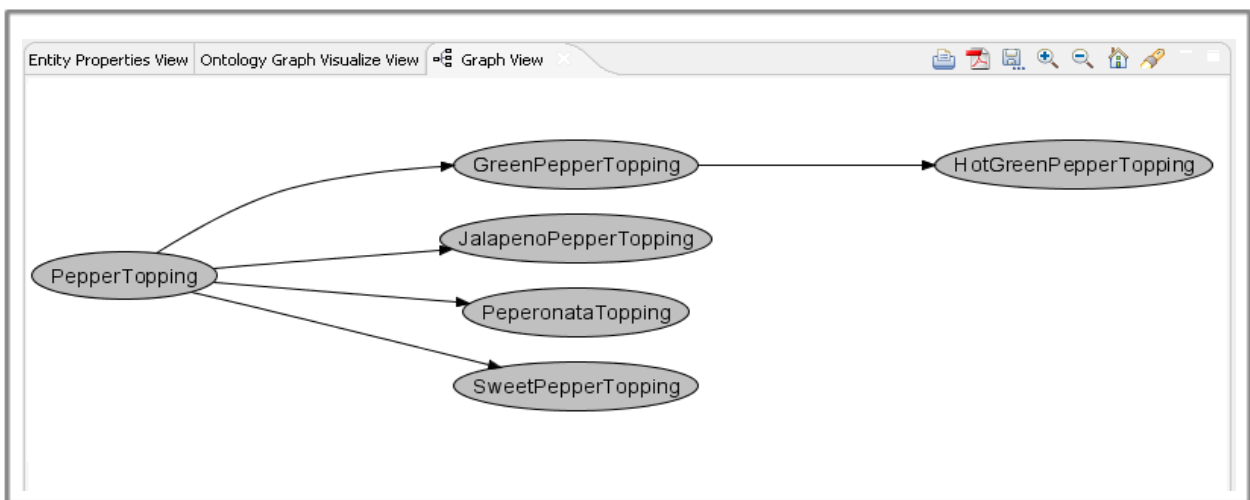 Entity Properties View Ontology Graph Visualize View Graph View
GreenPepperTopping HotGreenPepperTopping
JalapenoPepperTopping
PepperTopping
PeperonataTopping
SweetPepperTopping